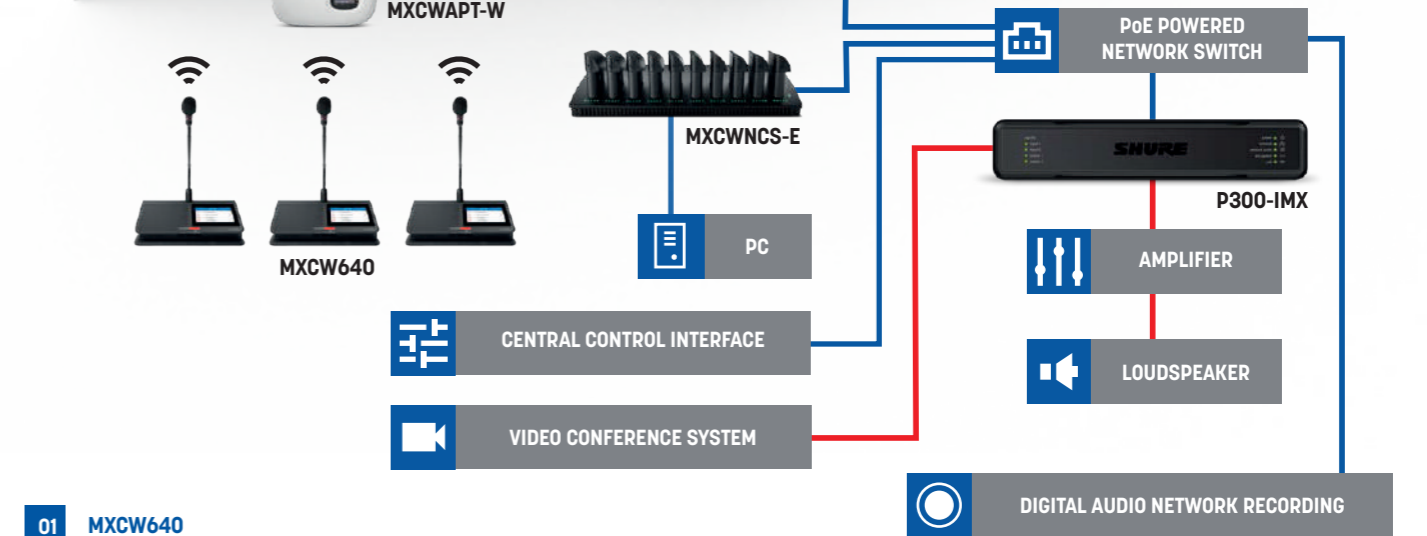 MXCWAPT-W
PoE POWERED
NETWORK SWITCH
MXCWNCS-E
SHURE
P300-IMX
MXCW640
PC
AMPLIFIER
CENTRAL CONTROL INTERFACE
LOUDSPEAKER
VIDEO CONFERENCE SYSTEM
DIGITAL AUDIO NETWORK RECORDING
01 MXCW640